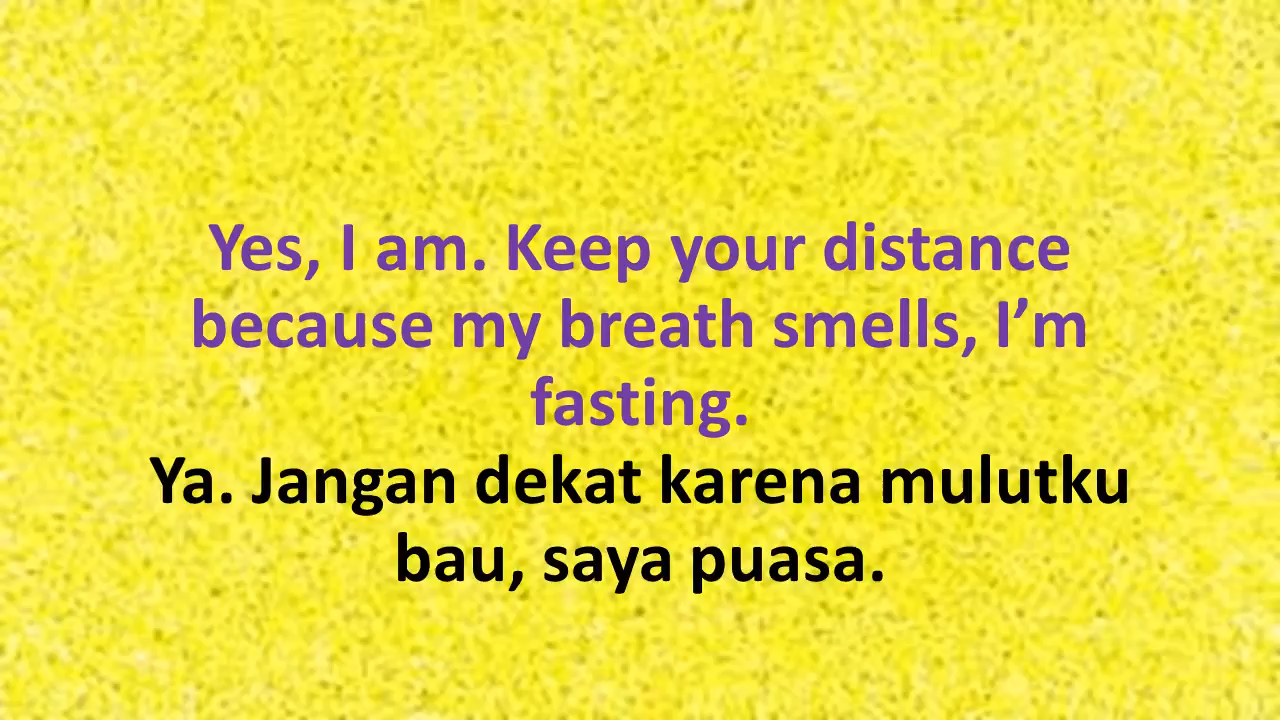 Yes, I am. Keep your distance
because my breath smells, I’m
fasting.
Ya. Jangan dekat karena mulutku
bau, saya puasa.